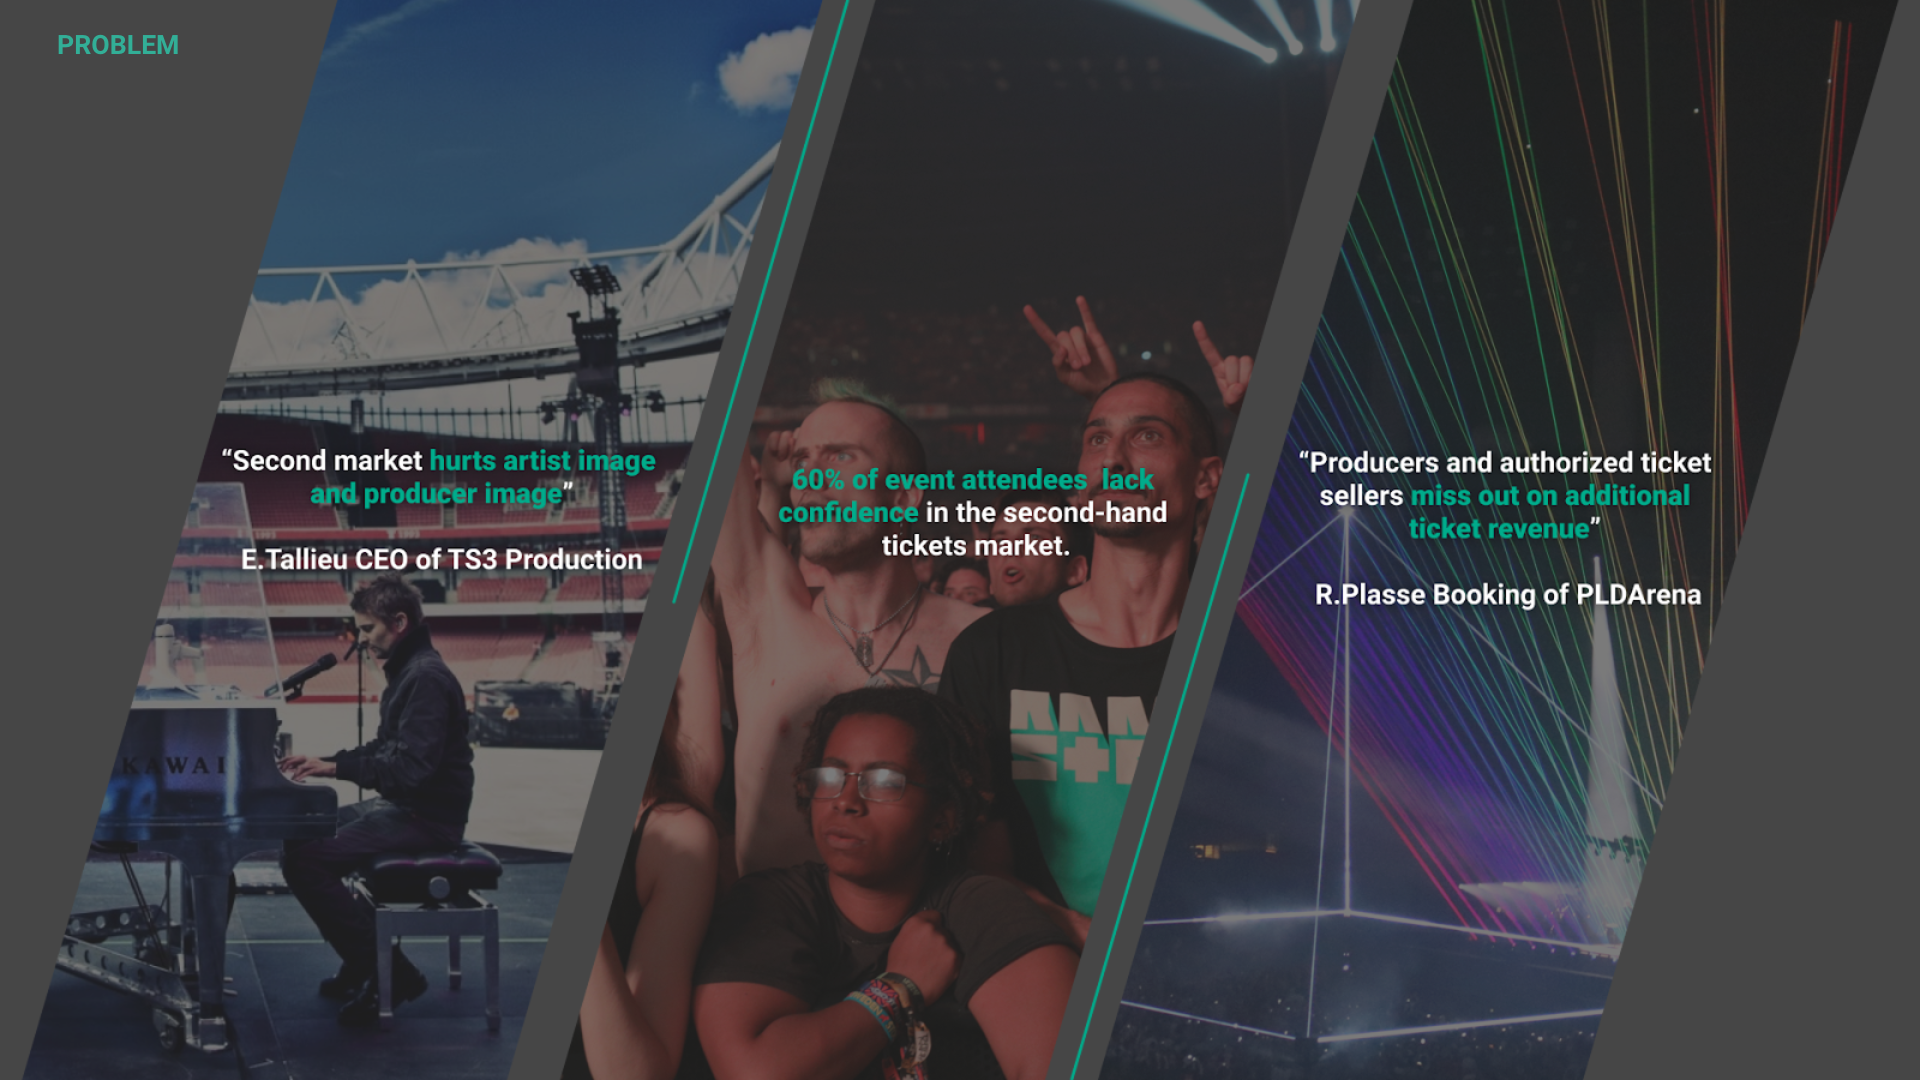 PROBLEM
“Second market hurts artist image
and producer image”
E.Tallieu CEO of TS3 Production
KAWAI
60% of event attendees lack
confidence in the second-hand
tickets market.
“Producers and authorized ticket
sellers miss out on additional
ticket revenue”
R.Plasse Booking of PLDArena